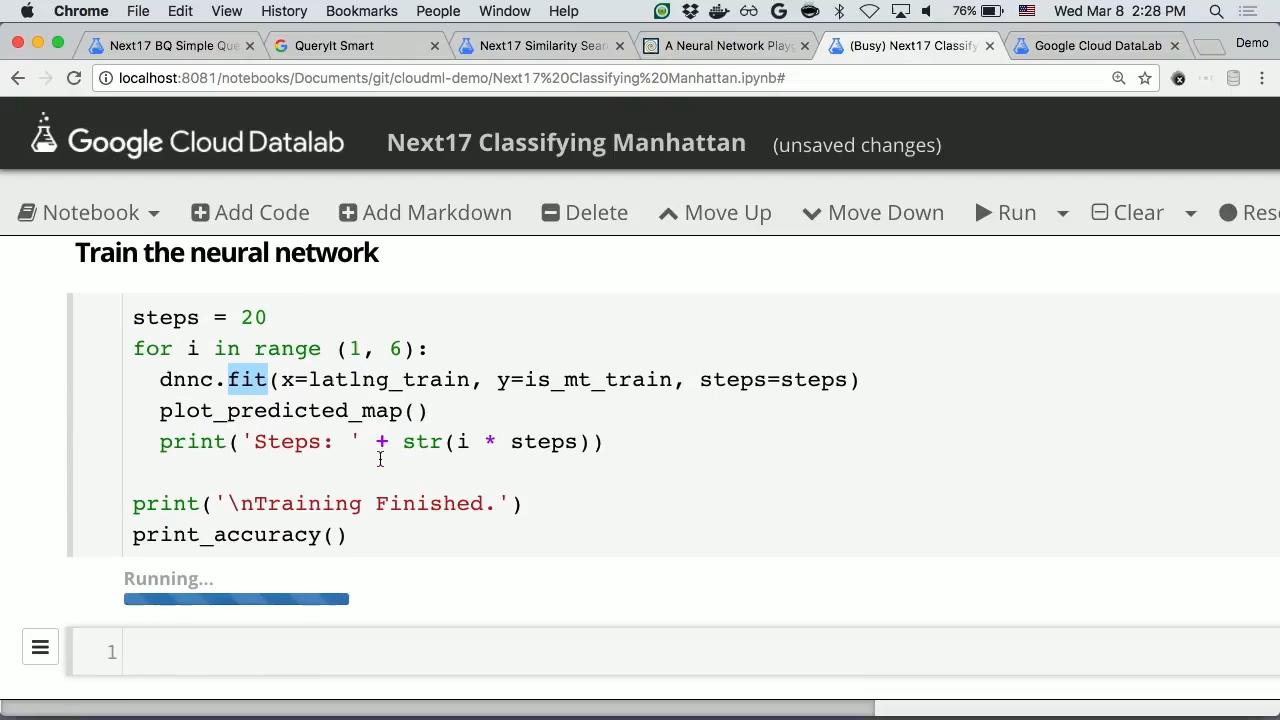 Chrome File Edit View History Bookmarks People Window Help 76% Wed Mar 8 2:28 PM
Next17 BQ Simple Que QueryIt Smart Next17 Similarity Sear A Neural Network Playg (Busy) Next17 Classify Google Cloud DataLab Demo
localhost:8081/notebooks/Documents/git/cloudml-demo/Next17%20Classifying%20Manhattan.ipynb#
Google Cloud Datalab Next17 Classifying Manhattan (unsaved changes)
Notebook Add Code Add Markdown Delete Move Up Move Down Run Clear Rese
Train the neural network
steps = 20
for i in range (1, 6):
  dnnc.fit(x=latlng_train, y=is_mt_train, steps=steps)
  plot_predicted_map()
  print('Steps: ' + str(i * steps))
print('\nTraining Finished.')
print_accuracy()
Running...
1